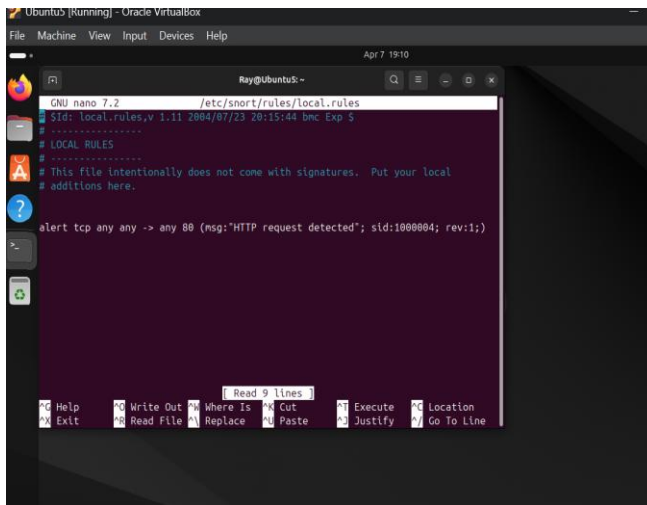 Ubuntu5 [Running] - Oracle VirtualBox
File Machine View Input Devices Help
Apr 7 19:10
Ray@Ubuntu5: ~
GNU nano 7.2 /etc/snort/rules/local.rules
# $Id: local.rules,v 1.11 2004/07/23 20:15:44 bmc Exp $
# ----------------
# LOCAL RULES
# ----------------
# This file intentionally does not come with signatures. Put your local
# additions here.
alert tcp any any -> any 80 (msg:"HTTP request detected"; sid:1000004; rev:1;)
[ Read 9 lines ]
^G Help ^O Write Out ^W Where Is ^K Cut ^T Execute ^C Location
^X Exit ^R Read File ^\ Replace ^U Paste ^J Justify ^/ Go To Line